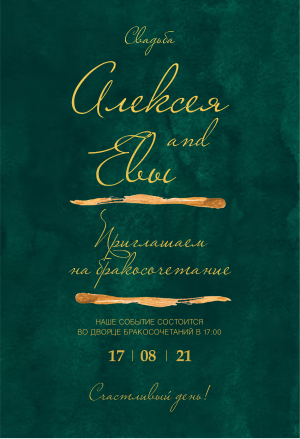 Свадьба
Алексея
and
Евы
Приглашаем
на бракосочетание
НАШЕ СОБЫТИЕ СОСТОИТСЯ
ВО ДВОРЦЕ БРАКОСОЧЕТАНИЙ В 17:00
17 | 08 | 21
Счастливый день!